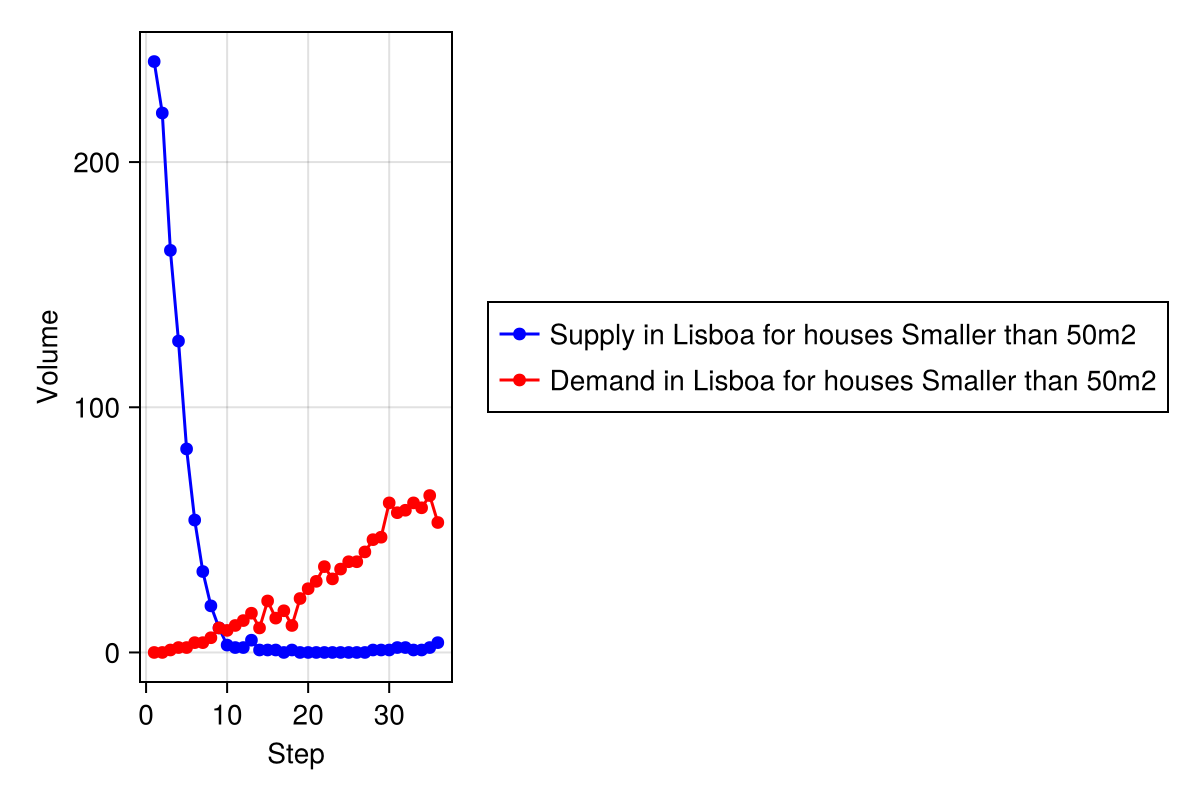 Volume
200
100
0
0 10 20 30
Step
Supply in Lisboa for houses Smaller than 50m2
Demand in Lisboa for houses Smaller than 50m2